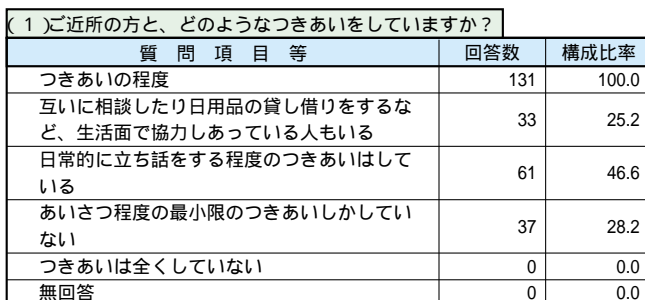 (１)ご近所の方と、どのようなつきあいをしていますか？
質 問 項 目 等 回答数 構成比率
つきあいの程度 131 100.0
互いに相談したり日用品の貸し借りをするな
ど、生活面で協力しあっている人もいる 33 25.2
日常的に立ち話をする程度のつきあいはして
いる 61 46.6
あいさつ程度の最小限のつきあいしかしてい
ない 37 28.2
つきあいは全くしていない 0 0.0
無回答 0 0.0